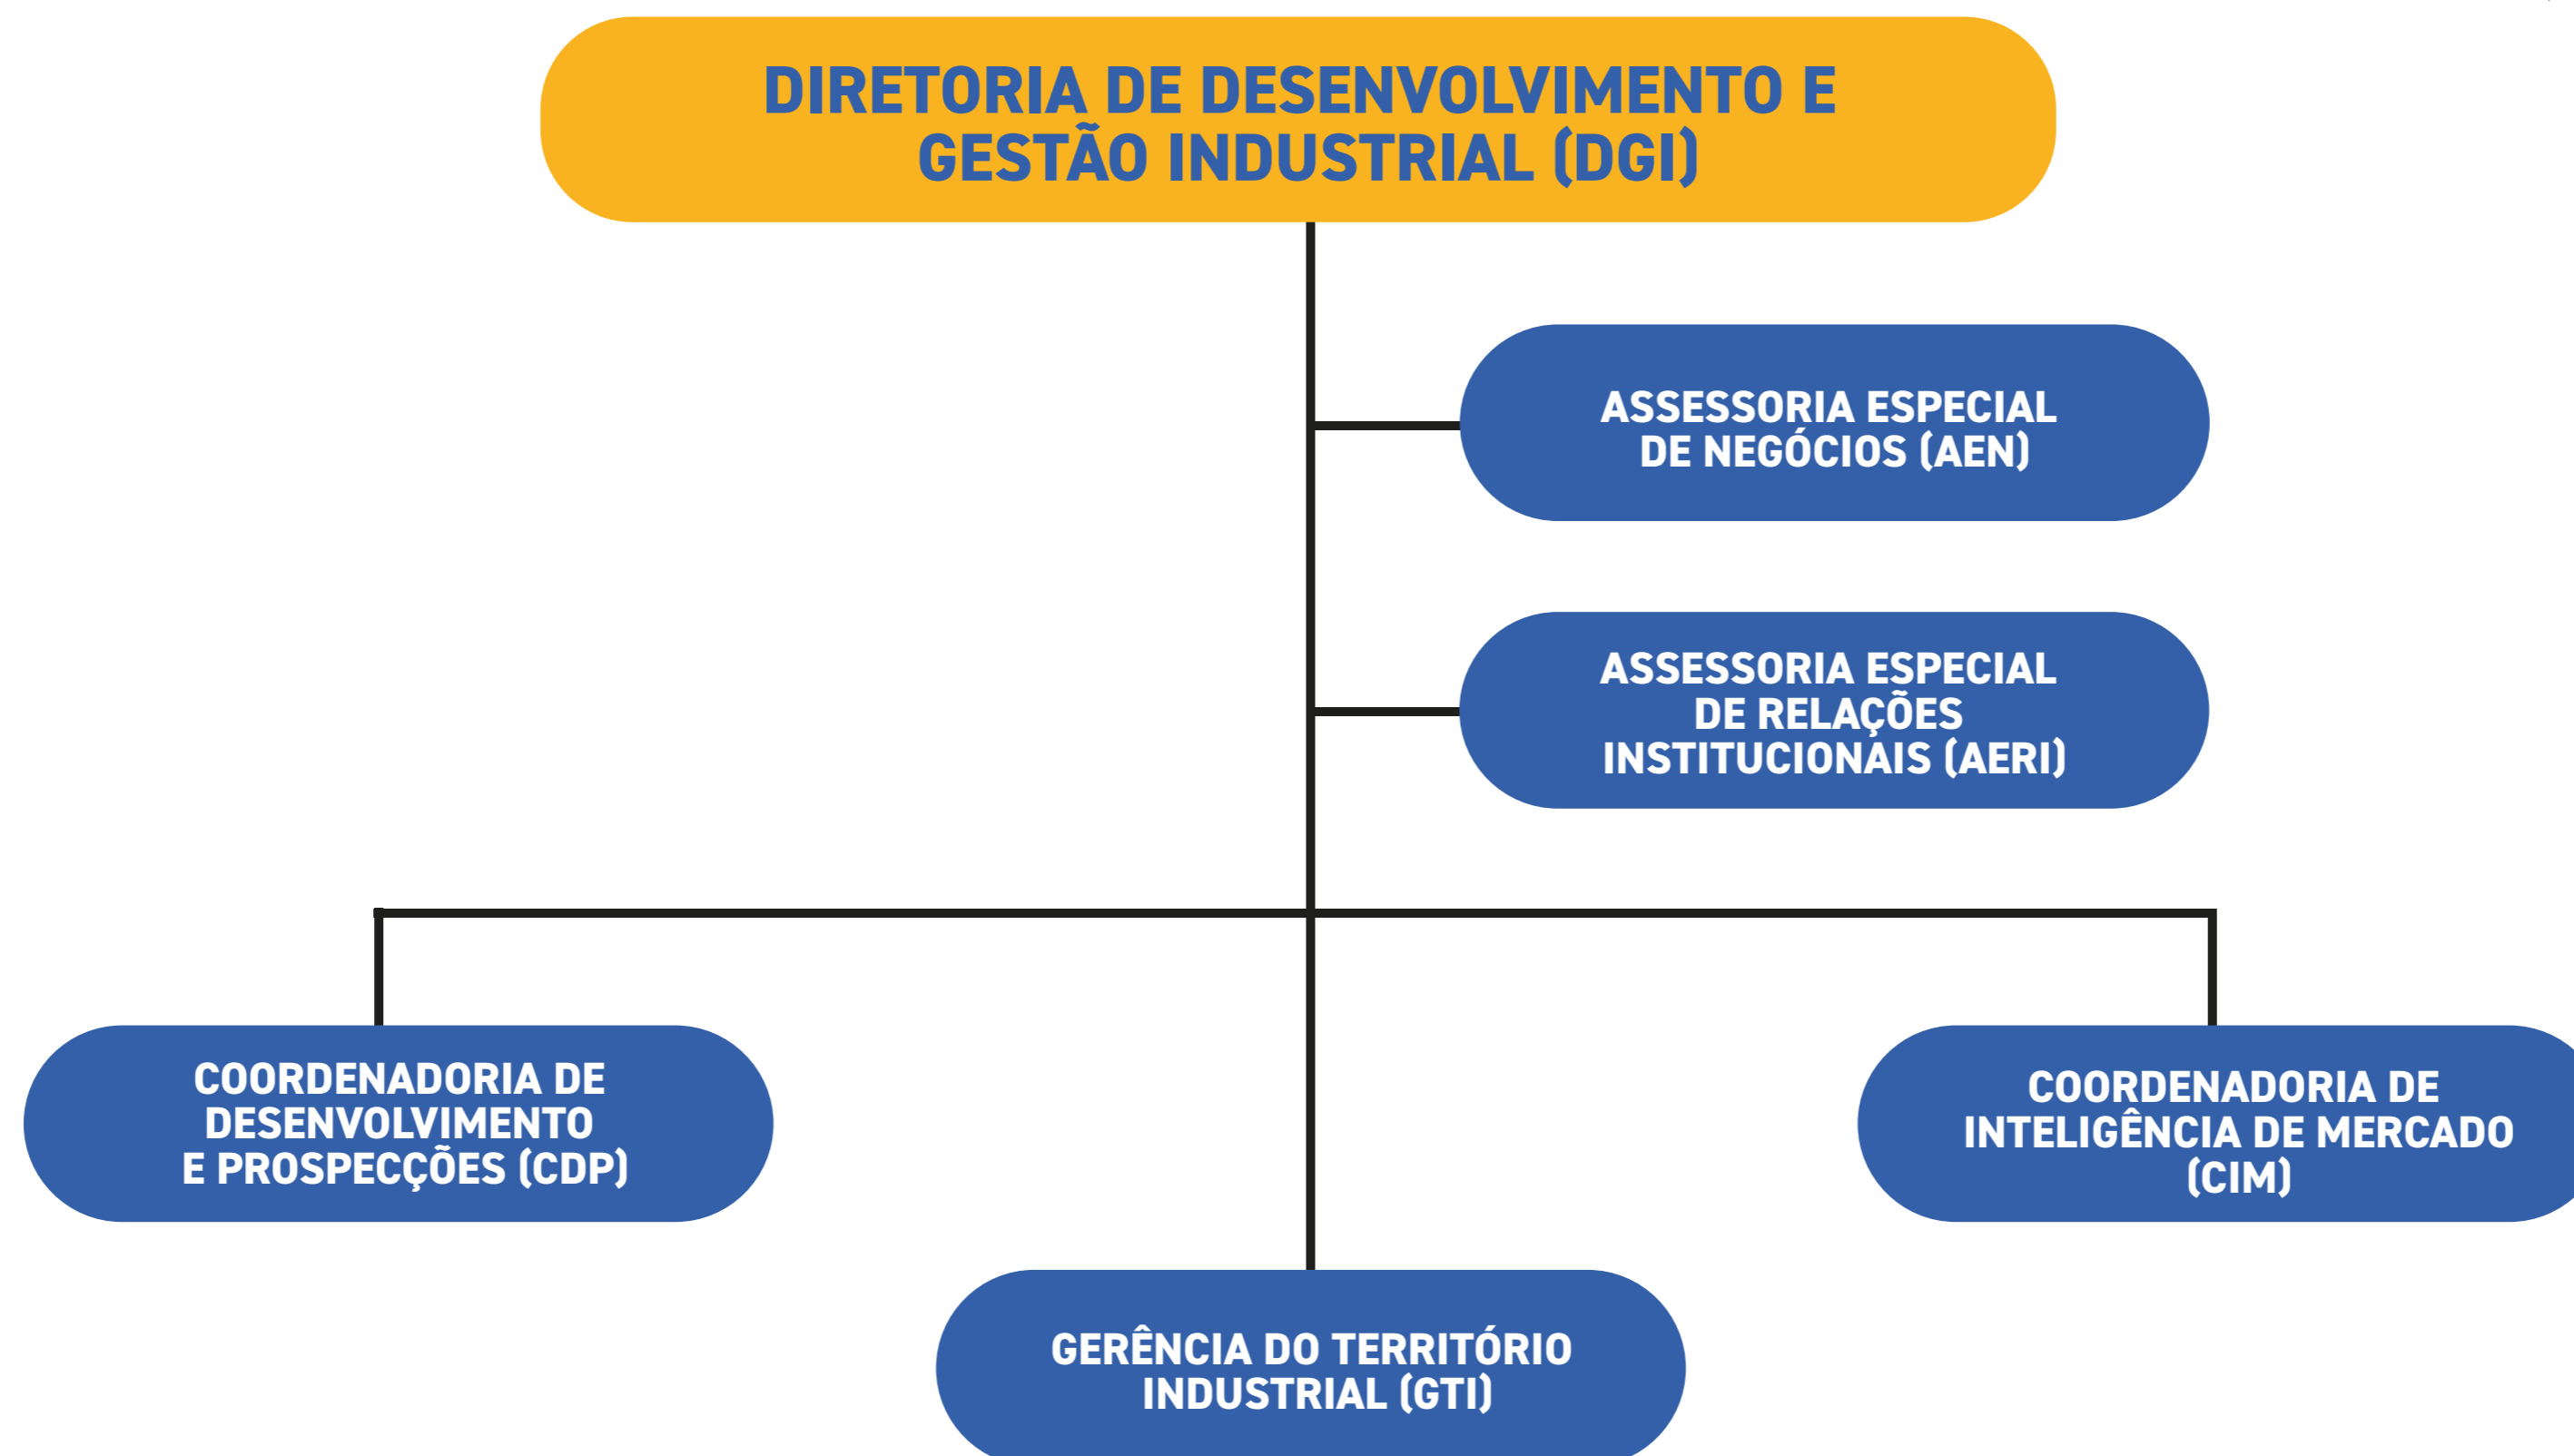 DIRETORIA DE DESENVOLVIMENTO E
GESTÃO INDUSTRIAL (DGI)
ASSESSORIA ESPECIAL
DE NEGÓCIOS (AEN)
ASSESSORIA ESPECIAL
DE RELAÇÕES
INSTITUCIONAIS (AERI)
COORDENADORIA DE
DESENVOLVIMENTO
E PROSPECÇÕES (CDP)
COORDENADORIA DE
INTELIGÊNCIA DE MERCADO
(CIM)
GERÊNCIA DO TERRITÓRIO
INDUSTRIAL (GTI)